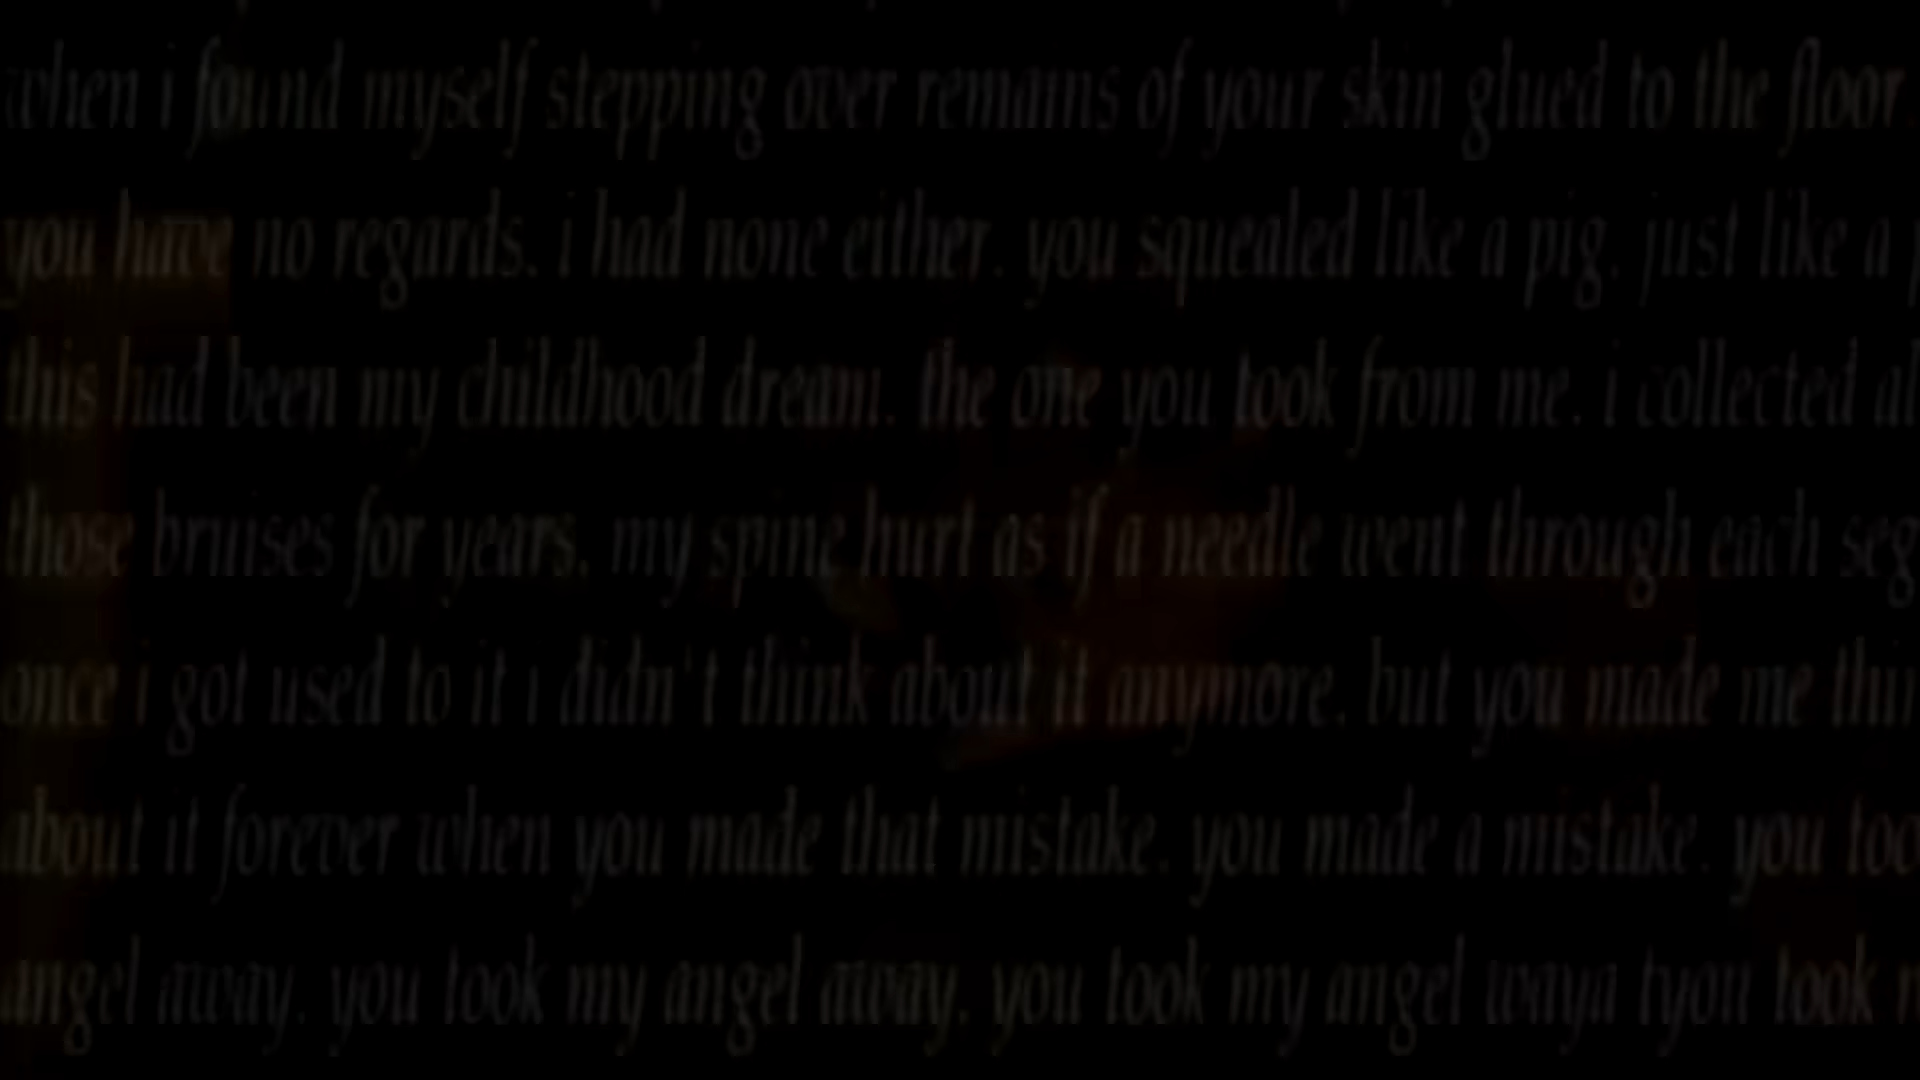 when i found myself stepping over remains of your skin glued to the floor.
you have no regards. i had none either. you squealed like a pig. just like a
this had been my childhood dream. the one you took from me. i collected
those bruises for years. my spine hurt as if a needle went through each seg
once i got used to it i didn't think about it anymore. but you made me thin
about it forever when you made that mistake. you made a mistake. you too
angel away. you took my angel away. you took my angel waya tyou took